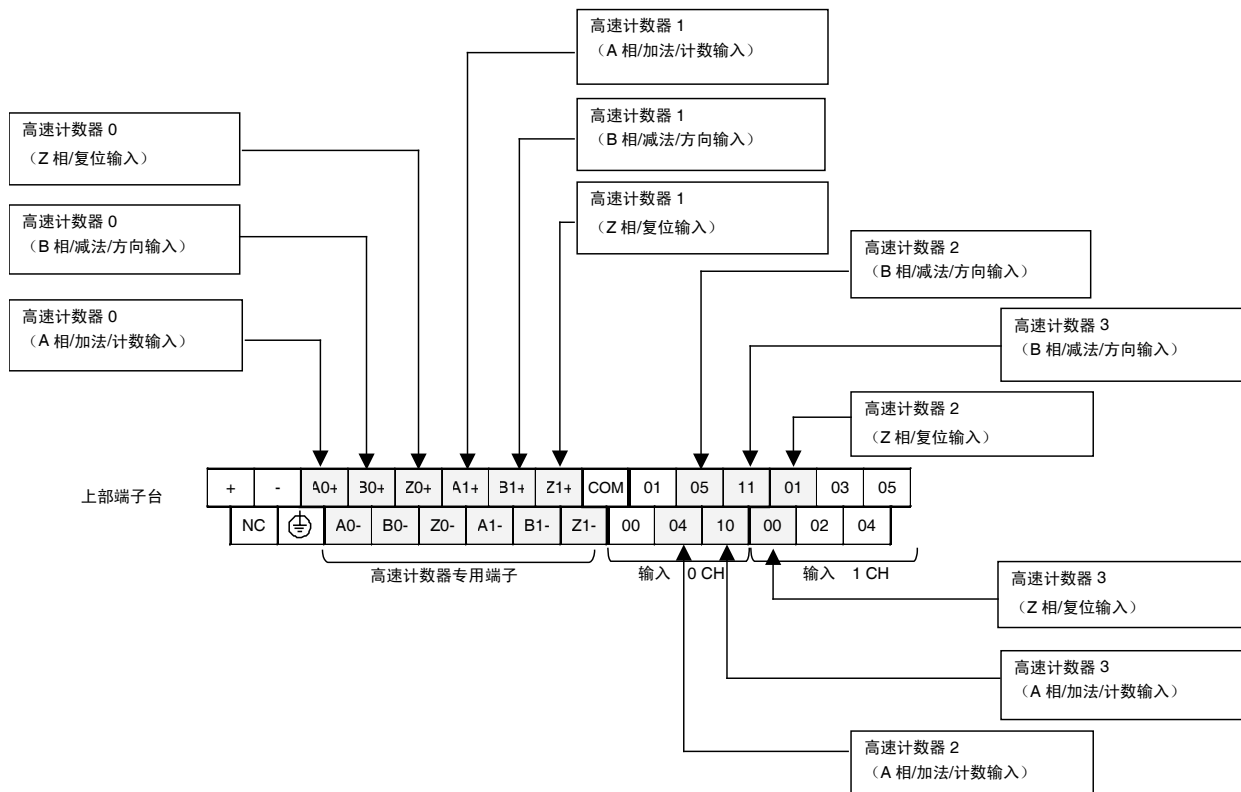 高速计数器 1
（A 相/加法/计数输入）
高速计数器 0
（Z 相/复位输入）
高速计数器 1
（B 相/减法/方向输入）
高速计数器 0
（B 相/减法/方向输入）
高速计数器 1
（Z 相/复位输入）
高速计数器 2
（B 相/减法/方向输入）
高速计数器 0
（A 相/加法/计数输入）
高速计数器 3
（B 相/减法/方向输入）
高速计数器 2
（Z 相/复位输入）
上部端子台
+ - A0+ B0+ Z0+ A1+ B1+ Z1+ COM 01 05 11 01 03 05
NC A0- B0- Z0- A1- B1- Z1- 00 04 10 00 02 04
高速计数器专用端子
输入 0 CH
输入 1 CH
高速计数器 3
（Z 相/复位输入）
高速计数器 3
（A 相/加法/计数输入）
高速计数器 2
（A 相/加法/计数输入）